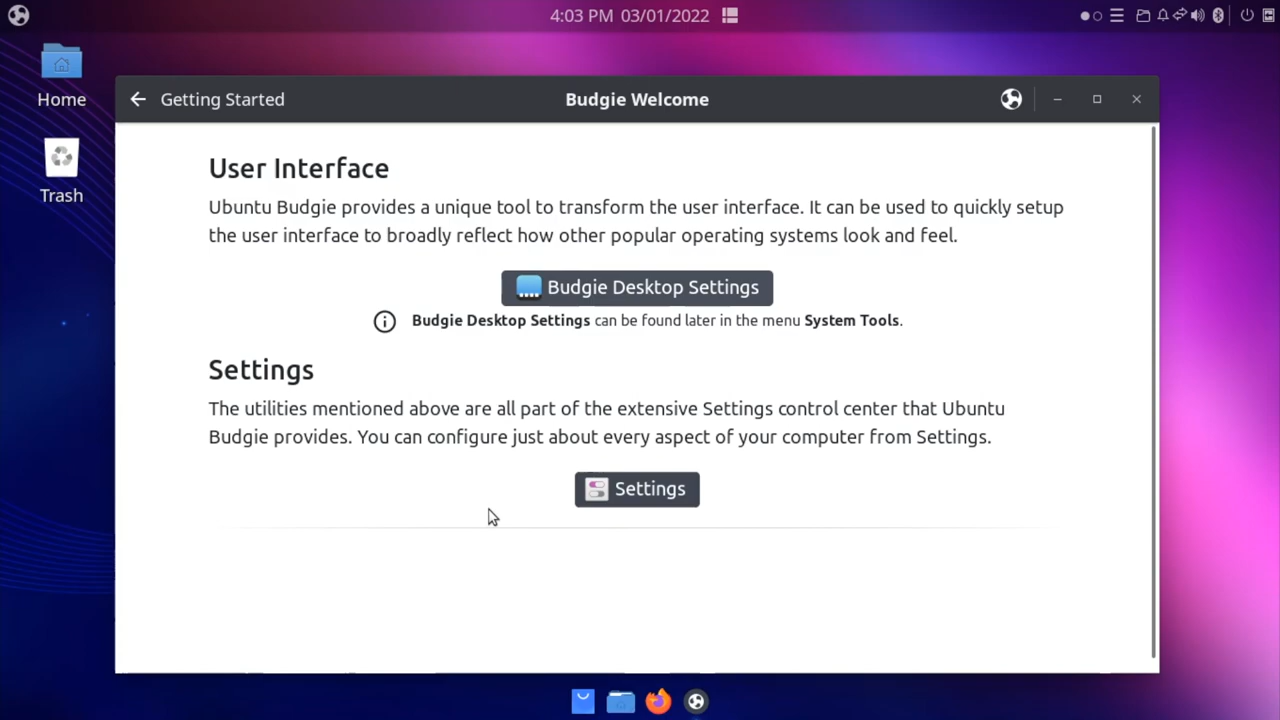 4:03 PM 03/01/2022
Home
Trash
Getting Started
Budgie Welcome
User Interface
Ubuntu Budgie provides a unique tool to transform the user interface. It can be used to quickly setup
the user interface to broadly reflect how other popular operating systems look and feel.
Budgie Desktop Settings
Budgie Desktop Settings can be found later in the menu System Tools.
Settings
The utilities mentioned above are all part of the extensive Settings control center that Ubuntu
Budgie provides. You can configure just about every aspect of your computer from Settings.
Settings